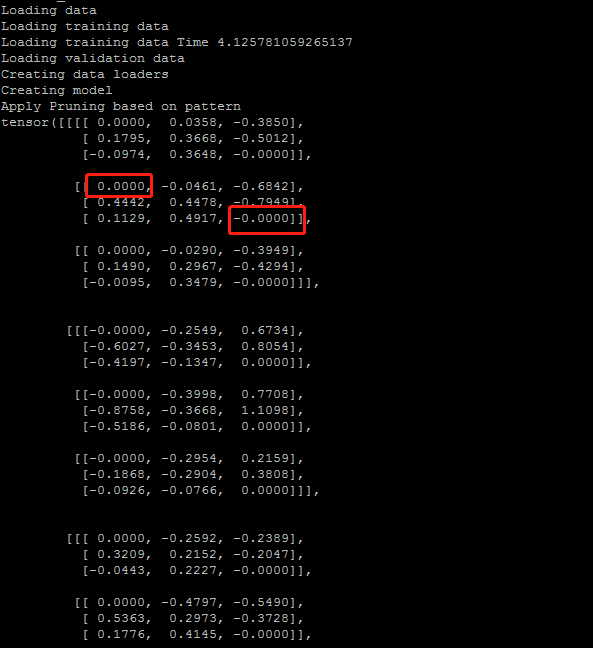 Loading data
Loading training data
Loading training data Time 4.125781059265137
Loading validation data
Creating data loaders
Creating model
Apply Pruning based on pattern
tensor([[[[ 0.0000, 0.0358, -0.3850],
[ 0.1795, 0.3668, -0.5012],
[-0.0974, 0.3648, -0.0000]],
[[ 0.0000, -0.0461, -0.6842],
[ 0.4442, 0.4478, -0.7949],
[ 0.1129, 0.4917, -0.0000]],
[[ 0.0000, -0.0290, -0.3949],
[ 0.1490, 0.2967, -0.4294],
[-0.0095, 0.3479, -0.0000]]],
[[[-0.0000, -0.2549, 0.6734],
[-0.6027, -0.3453, 0.8054],
[-0.4197, -0.1347, 0.0000]],
[[-0.0000, -0.3998, 0.7708],
[-0.8758, -0.3668, 1.1098],
[-0.5186, -0.0801, 0.0000]],
[[-0.0000, -0.2954, 0.2159],
[-0.1868, -0.2904, 0.3808],
[-0.0926, -0.0766, 0.0000]]],
[[[ 0.0000, -0.2592, -0.2389],
[ 0.3209, 0.2152, -0.2047],
[-0.0443, 0.2227, -0.0000]],
[[ 0.0000, -0.4797, -0.5490],
[ 0.5363, 0.2973, -0.3728],
[ 0.1776, 0.4145, -0.0000]],